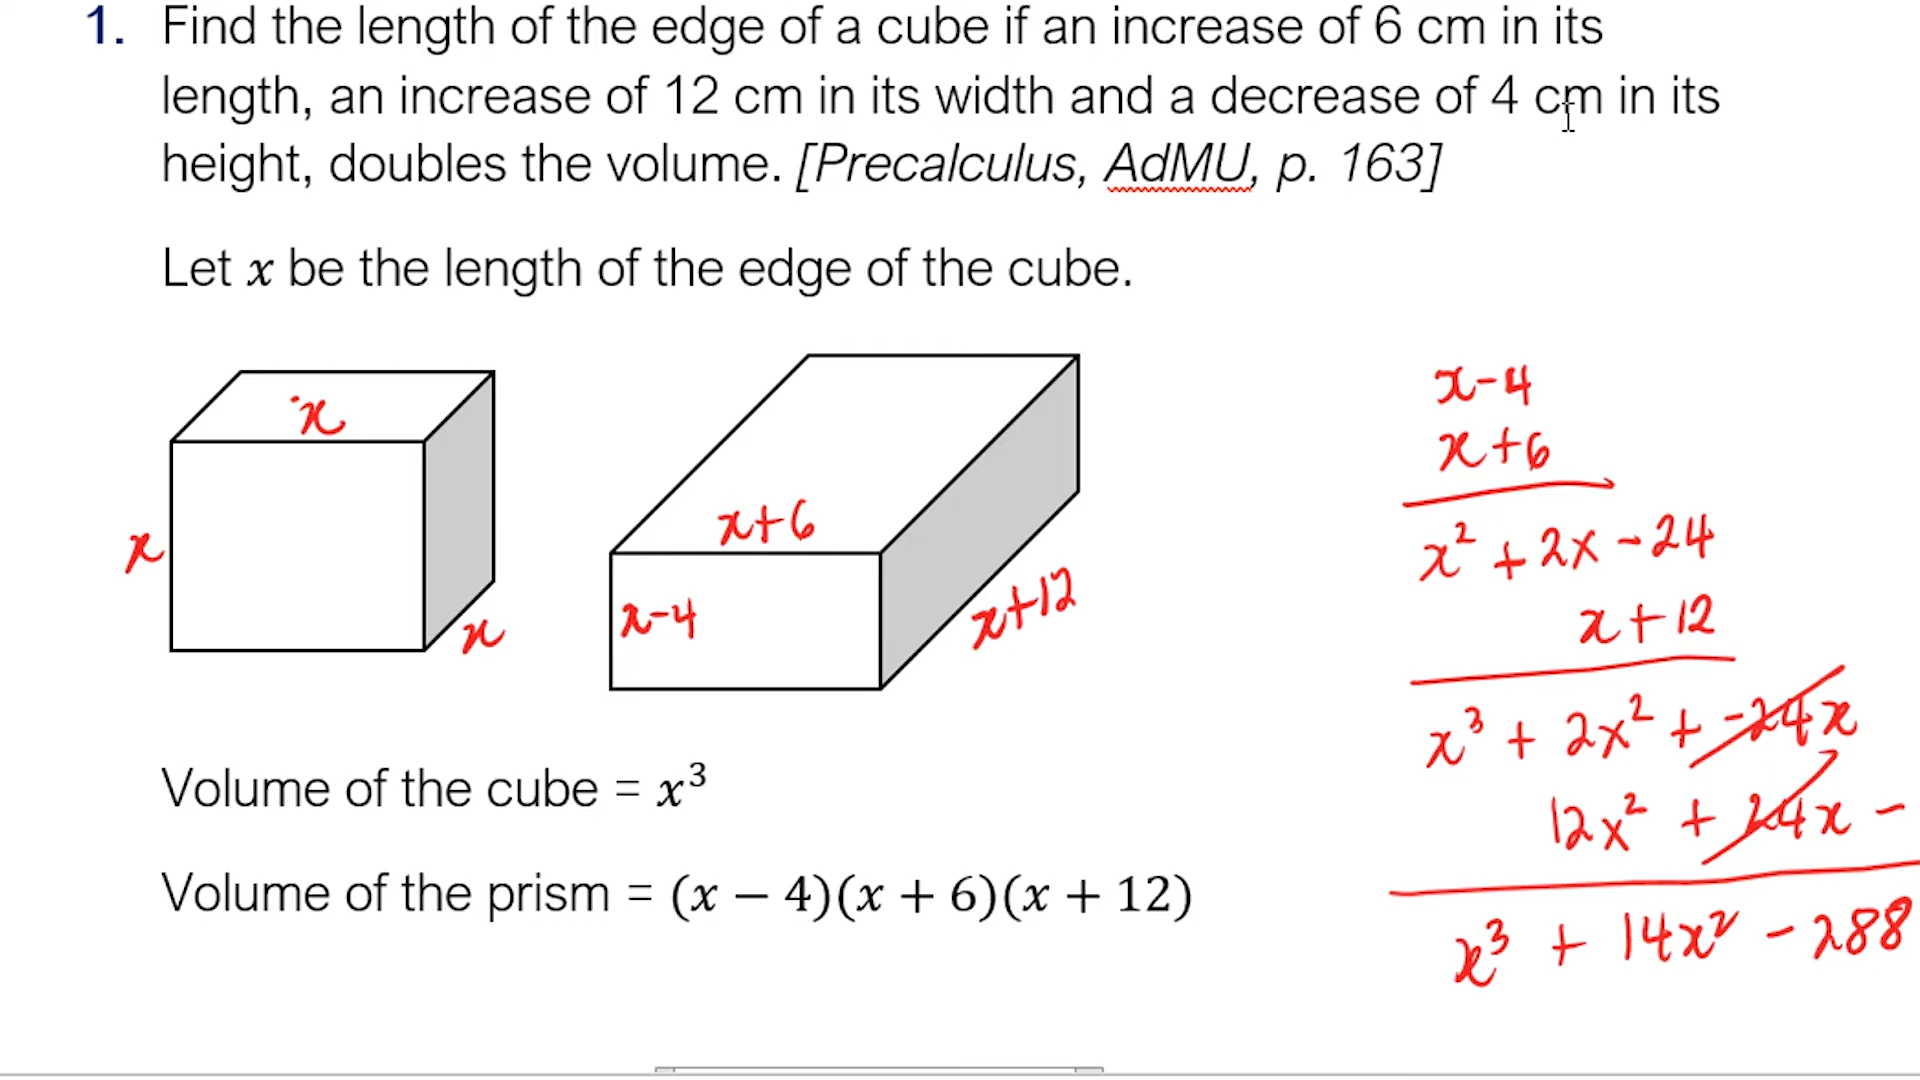 1. Find the length of the edge of a cube if an increase of 6 cm in its
length, an increase of 12 cm in its width and a decrease of 4 cm in its
height, doubles the volume. [Precalculus, AdMU, p. 163]
Let x be the length of the edge of the cube.
x
x
x
x+6
x-4
x+12
Volume of the cube = x³
Volume of the prism = (x − 4)(x + 6)(x + 12)
x-4
x+6
x² + 2x - 24
x+12
x³ + 2x² + -24x
12x² + 24x -
x³ + 14x² - 288